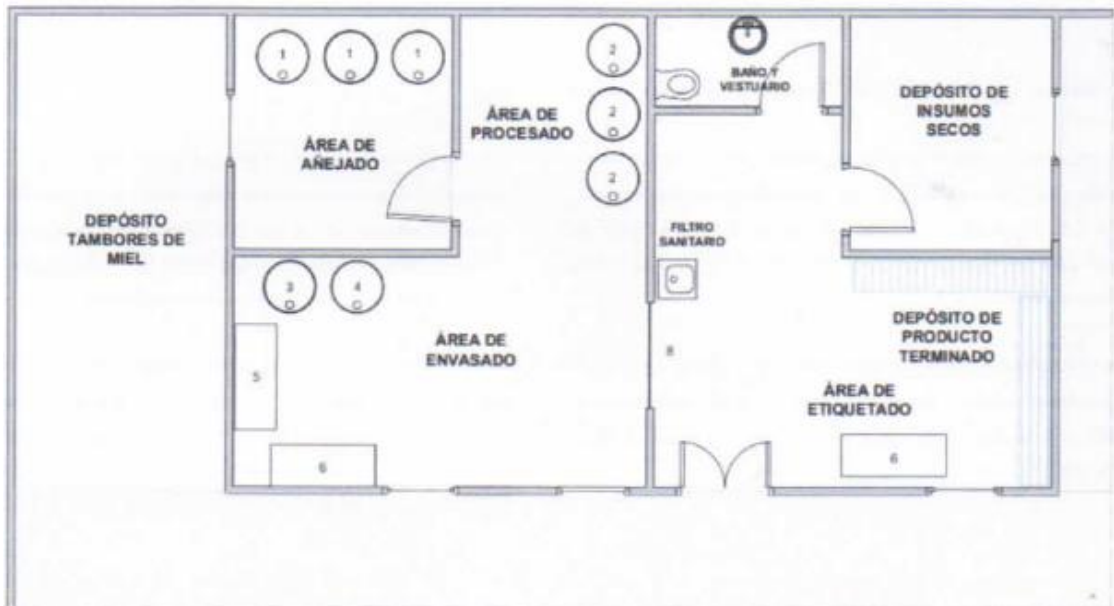 1
1
1
2
2
2
ÁREA DE
AÑEJADO
ÁREA DE
PROCESADO
BAÑO Y
VESTUARIO
DEPÓSITO DE
INSUMOS
SECOS
DEPÓSITO
TAMBORES DE
MIEL
FILTRO
SANITARIO
3
4
ÁREA DE
ENVASADO
5
6
8
DEPÓSITO DE
PRODUCTO
TERMINADO
ÁREA DE
ETIQUETADO
6